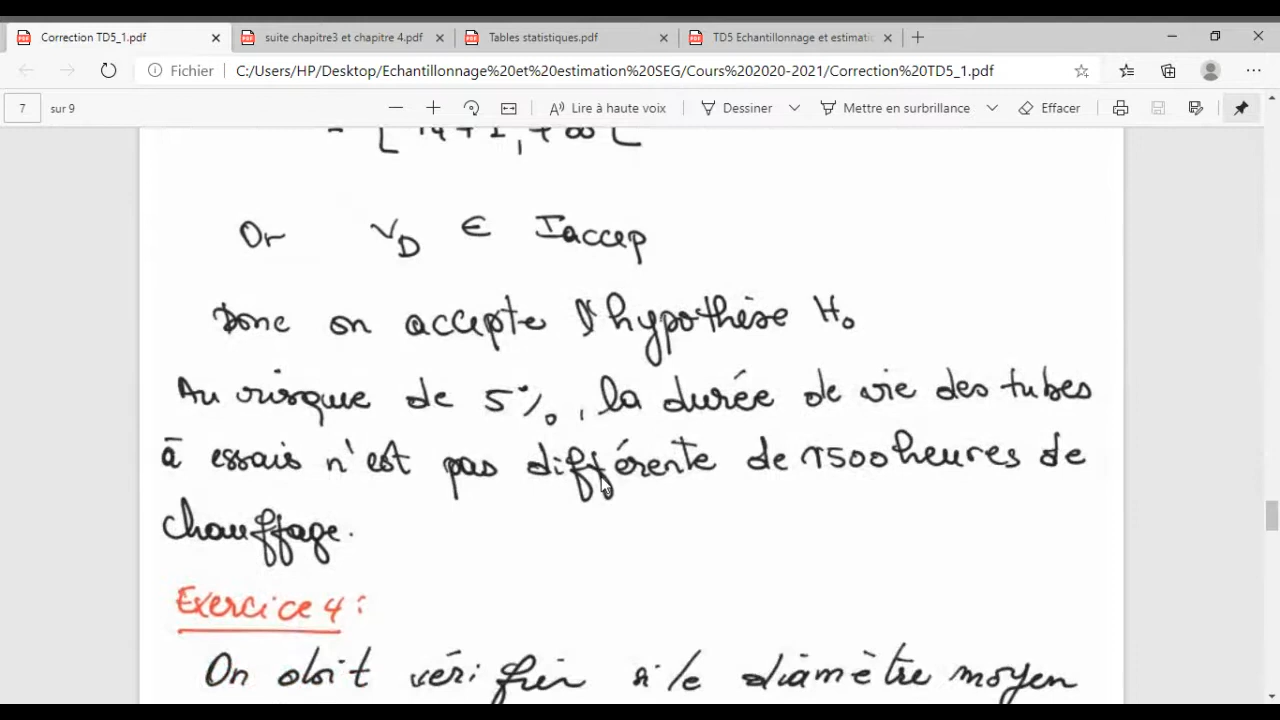 Correction TD5_1.pdf
suite chapitre3 et chapitre 4.pdf
Tables statistiques.pdf
TD5 Echantillonnage et estimatio
Fichier
C:/Users/HP/Desktop/Echantillonnage%20et%20estimation%20SEG/Cours%202020-2021/Correction%20TD5_1.pdf
7 sur 9
Lire à haute voix
Dessiner
Mettre en surbrillance
Effacer
Or VD ∈ Iaccep
Donc on accepte l'hypothèse H0
Au risque de 5%, la durée de vie des tubes
à essais n'est pas différente de 1500heures de
chauffage.
Exercice 4 :
On doit vérifier si le diamètre moyen